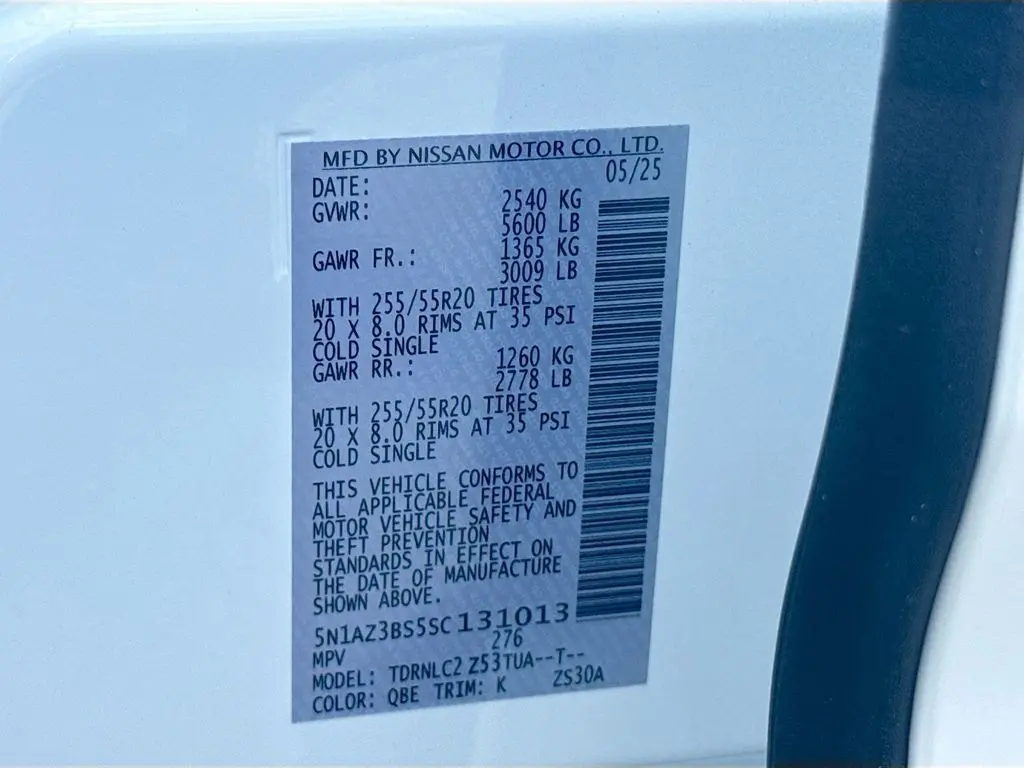 MFD BY NISSAN MOTOR CO., LTD.
DATE: 05/25
GVWR: 2540 KG
5600 LB
GAWR FR.: 1365 KG
3009 LB
WITH 255/55R20 TIRES
20 X 8.0 RIMS AT 35 PSI
COLD SINGLE
GAWR RR.: 1260 KG
2778 LB
WITH 255/55R20 TIRES
20 X 8.0 RIMS AT 35 PSI
COLD SINGLE
THIS VEHICLE CONFORMS TO
ALL APPLICABLE FEDERAL
MOTOR VEHICLE SAFETY AND
THEFT PREVENTION
STANDARDS IN EFFECT ON
THE DATE OF MANUFACTURE
SHOWN ABOVE.
5N1AZ3BS5SC131013
MPV 276
MODEL: TDRNLC2 Z53TUA--T--
COLOR: QBE TRIM: K ZS30A